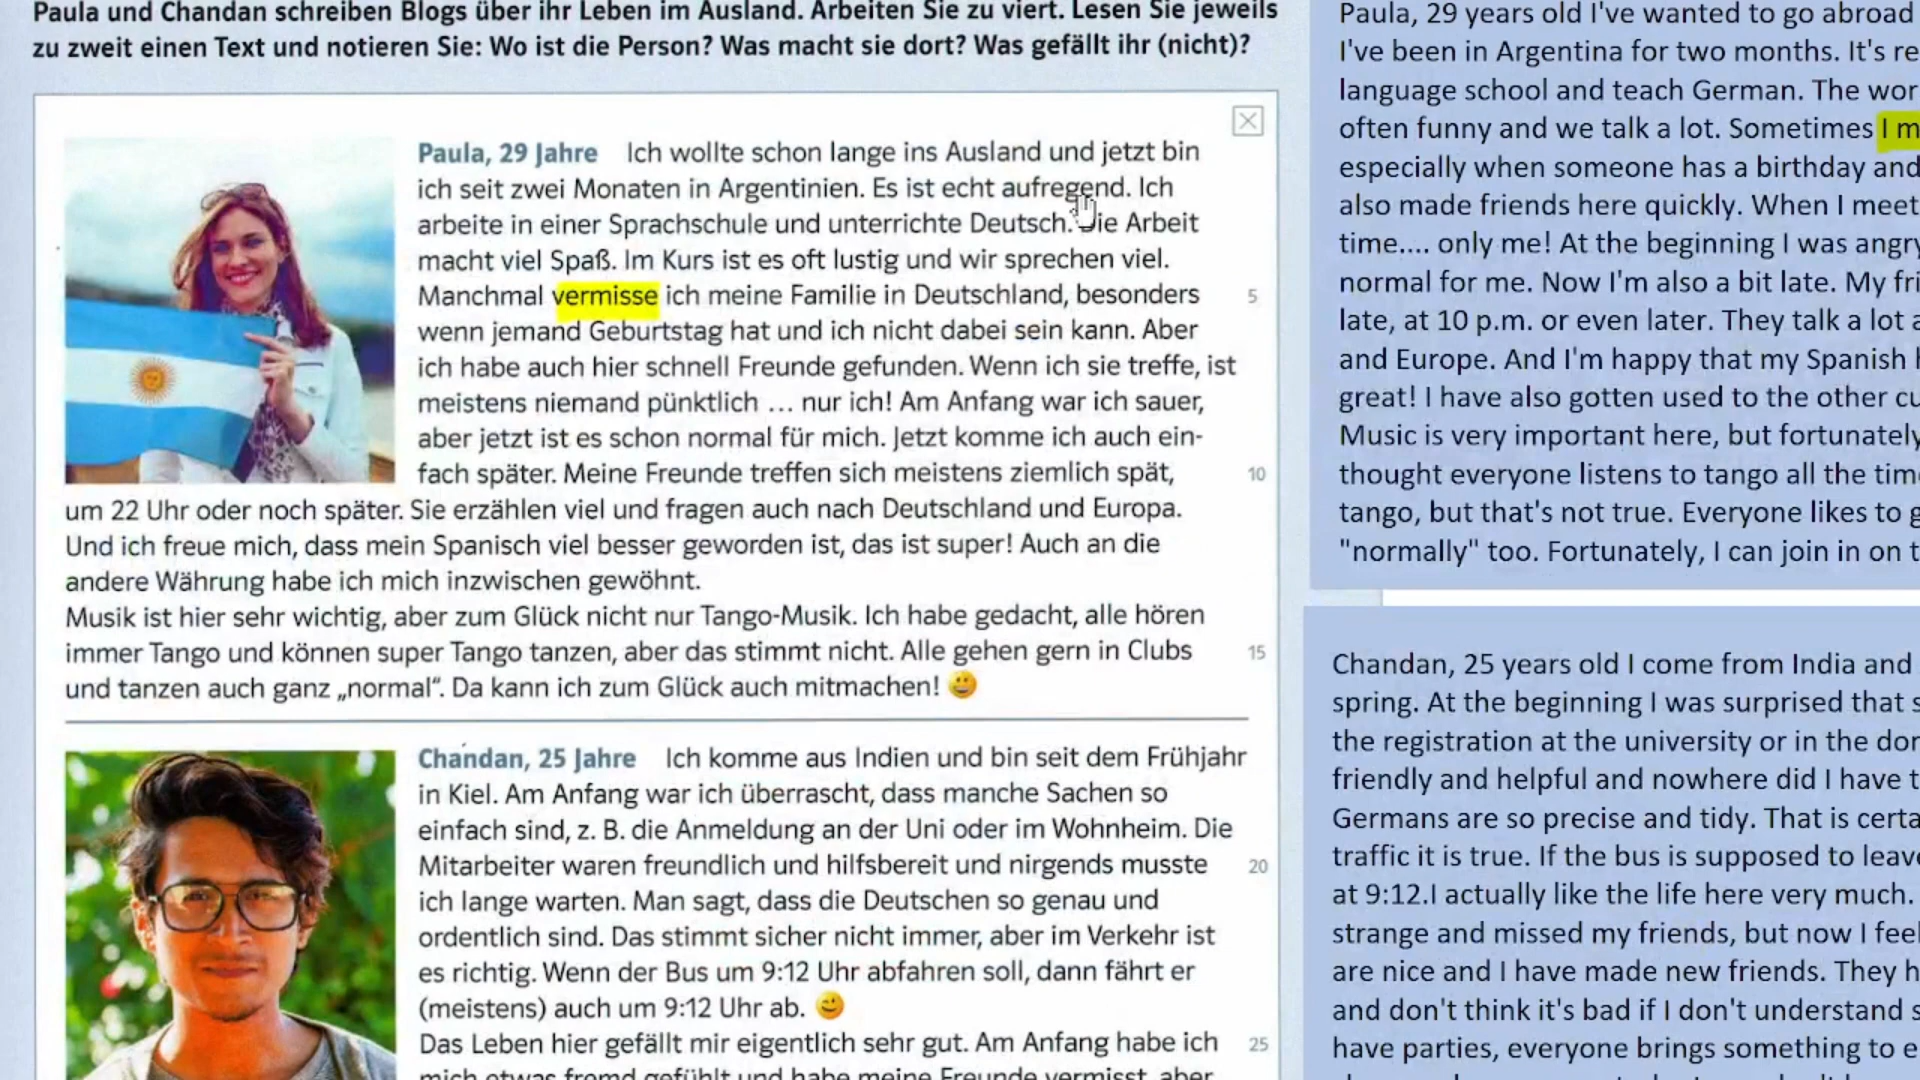 Paula und Chandan schreiben Blogs über ihr Leben im Ausland. Arbeiten Sie zu viert. Lesen Sie jeweils
zu zweit einen Text und notieren Sie: Wo ist die Person? Was macht sie dort? Was gefällt ihr (nicht)?
Paula, 29 Jahre Ich wollte schon lange ins Ausland und jetzt bin
ich seit zwei Monaten in Argentinien. Es ist echt aufregend. Ich
arbeite in einer Sprachschule und unterrichte Deutsch. Die Arbeit
macht viel Spaß. Im Kurs ist es oft lustig und wir sprechen viel.
Manchmal vermisse ich meine Familie in Deutschland, besonders 5
wenn jemand Geburtstag hat und ich nicht dabei sein kann. Aber
ich habe auch hier schnell Freunde gefunden. Wenn ich sie treffe, ist
meistens niemand pünktlich … nur ich! Am Anfang war ich sauer,
aber jetzt ist es schon normal für mich. Jetzt komme ich auch ein-
fach später. Meine Freunde treffen sich meistens ziemlich spät, 10
um 22 Uhr oder noch später. Sie erzählen viel und fragen auch nach Deutschland und Europa.
Und ich freue mich, dass mein Spanisch viel besser geworden ist, das ist super! Auch an die
andere Währung habe ich mich inzwischen gewöhnt.
Musik ist hier sehr wichtig, aber zum Glück nicht nur Tango-Musik. Ich habe gedacht, alle hören
immer Tango und können super Tango tanzen, aber das stimmt nicht. Alle gehen gern in Clubs 15
und tanzen auch ganz „normal“. Da kann ich zum Glück auch mitmachen! 😀
Chandan, 25 Jahre Ich komme aus Indien und bin seit dem Frühjahr
in Kiel. Am Anfang war ich überrascht, dass manche Sachen so
einfach sind, z. B. die Anmeldung an der Uni oder im Wohnheim. Die
Mitarbeiter waren freundlich und hilfsbereit und nirgends musste 20
ich lange warten. Man sagt, dass die Deutschen so genau und
ordentlich sind. Das stimmt sicher nicht immer, aber im Verkehr ist
es richtig. Wenn der Bus um 9:12 Uhr abfahren soll, dann fährt er
(meistens) auch um 9:12 Uhr ab. 😉
Das Leben hier gefällt mir eigentlich sehr gut. Am Anfang habe ich 25
mich etwas fremd gefühlt und habe meine Freunde vermisst, aber
Paula, 29 years old I've wanted to go abroad
I've been in Argentina for two months. It's re
language school and teach German. The wor
often funny and we talk a lot. Sometimes I m
especially when someone has a birthday and
also made friends here quickly. When I meet
time.... only me! At the beginning I was angry
normal for me. Now I'm also a bit late. My fri
late, at 10 p.m. or even later. They talk a lot a
and Europe. And I'm happy that my Spanish h
great! I have also gotten used to the other cu
Music is very important here, but fortunately
thought everyone listens to tango all the tim
tango, but that's not true. Everyone likes to g
"normally" too. Fortunately, I can join in on t
Chandan, 25 years old I come from India and
spring. At the beginning I was surprised that s
the registration at the university or in the dor
friendly and helpful and nowhere did I have t
Germans are so precise and tidy. That is certa
traffic it is true. If the bus is supposed to leave
at 9:12.I actually like the life here very much.
strange and missed my friends, but now I feel
are nice and I have made new friends. They h
and don't think it's bad if I don't understand s
have parties, everyone brings something to e